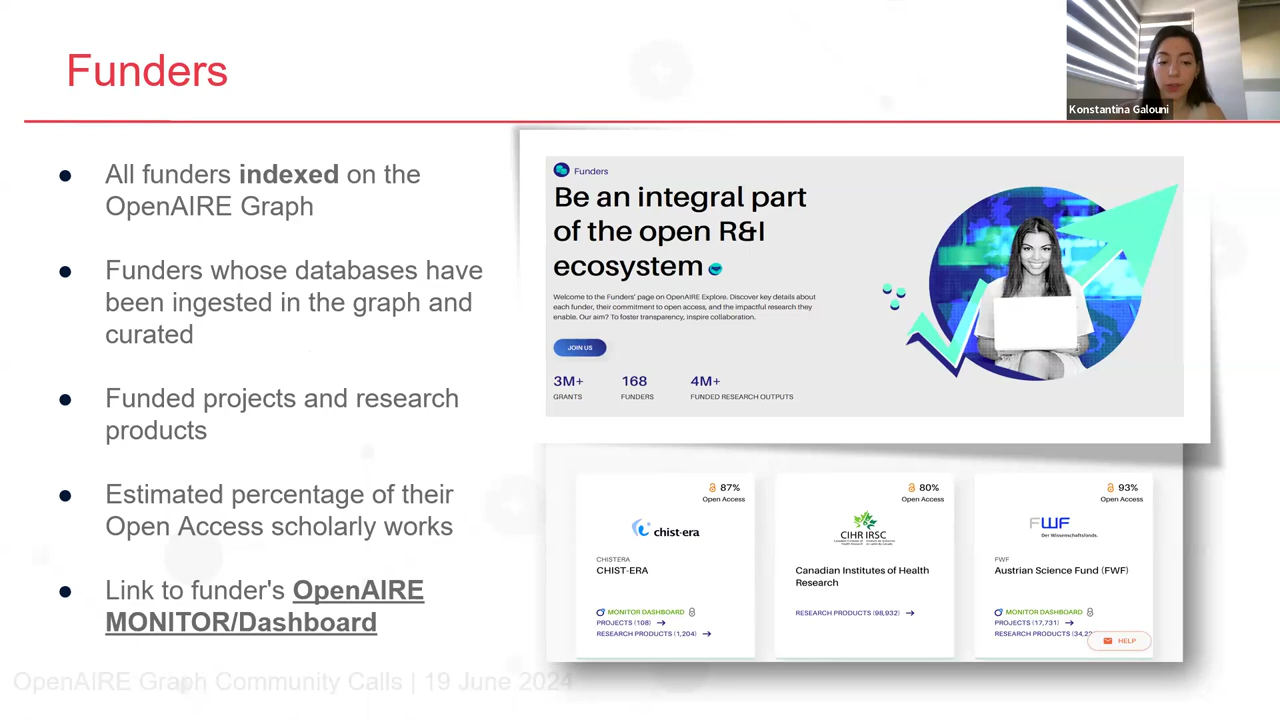 Funders
Konstantina Galouni
● All funders indexed on the
OpenAIRE Graph
● Funders whose databases have
been ingested in the graph and
curated
● Funded projects and research
products
● Estimated percentage of their
Open Access scholarly works
● Link to funder's OpenAIRE
MONITOR/Dashboard
Funders
Be an integral part
of the open R&I
ecosystem
Welcome to the Funders' page on OpenAIRE Explore. Discover key details about
each funder, their commitment to open access, and the impactful research they
enable. Our aim? To foster transparency, inspire collaboration.
JOIN US
3M+ 168 4M+
GRANTS FUNDERS FUNDED RESEARCH OUTPUTS
87%
Open Access
chist-era
CHISTERA
CHIST-ERA
MONITOR DASHBOARD
PROJECTS (108)
RESEARCH PRODUCTS (1,204)
80%
Open Access
CIHR IRSC
Canadian Institutes of Health
Research
RESEARCH PRODUCTS (98,932)
93%
Open Access
FWF
Der Wissenschaftsfonds.
FWF
Austrian Science Fund (FWF)
MONITOR DASHBOARD
PROJECTS (17,731)
RESEARCH PRODUCTS (34,22
HELP
OpenAIRE Graph Community Calls | 19 June 2024